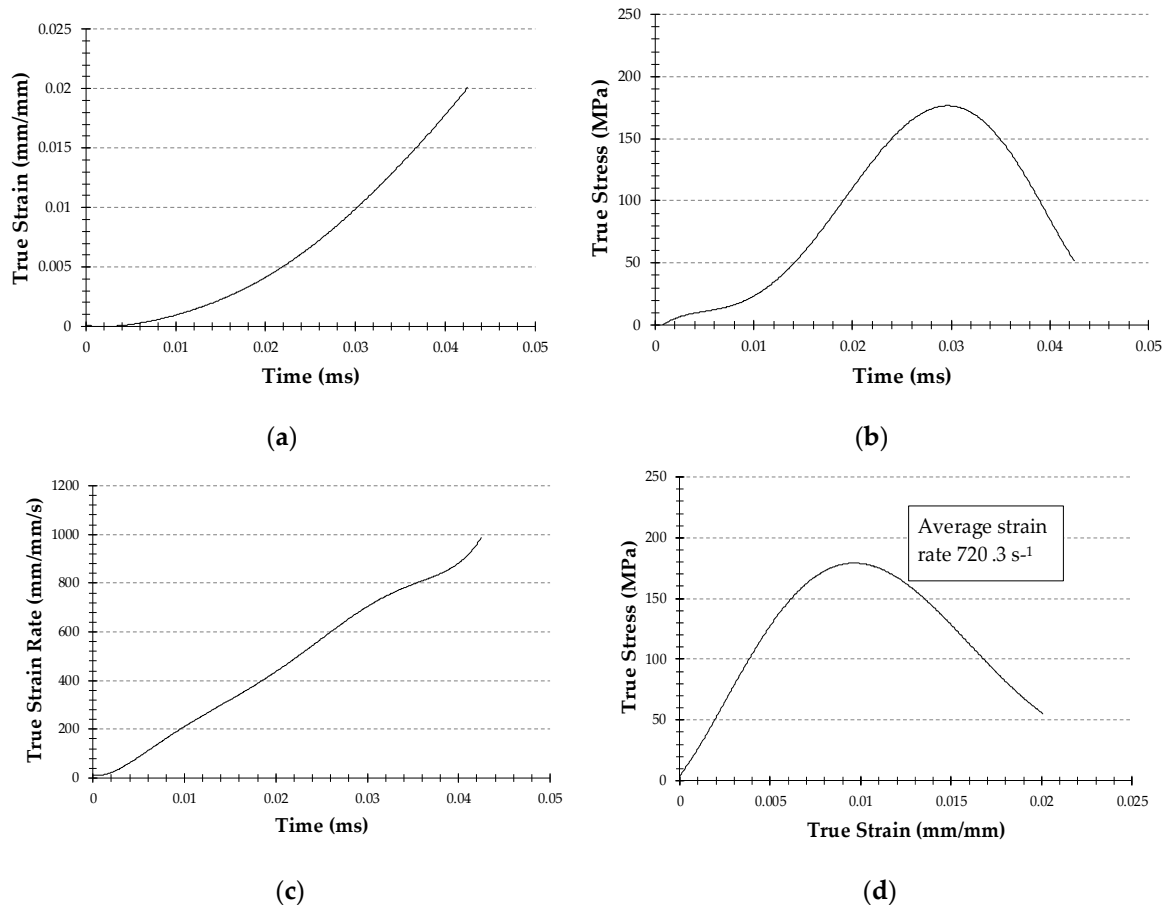 True Strain (mm/mm)
0.025
0.02
0.015
0.01
0.005
0
0 0.01 0.02 0.03 0.04 0.05
Time (ms)
(a)
True Stress (MPa)
250
200
150
100
50
0
0 0.01 0.02 0.03 0.04 0.05
Time (ms)
(b)
True Strain Rate (mm/mm/s)
1200
1000
800
600
400
200
0
0 0.01 0.02 0.03 0.04 0.05
Time (ms)
(c)
True Stress (MPa)
250
200
150
100
50
0
Average strain
rate 720 .3 s-¹
0 0.005 0.01 0.015 0.02 0.025
True Strain (mm/mm)
(d)